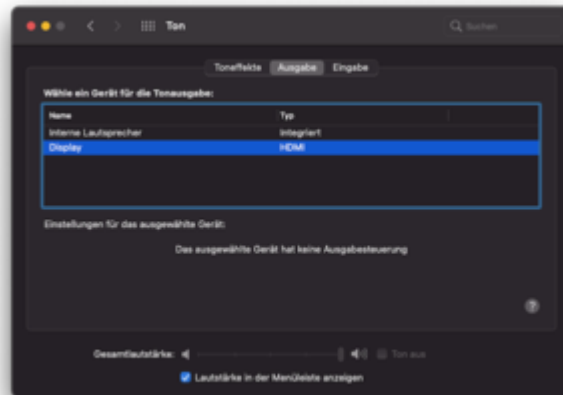 Ton
Suchen
Toneffekte Ausgabe Eingabe
Wähle ein Gerät für die Tonausgabe:
Name Typ
Interne Lautsprecher Integriert
Display HDMI
Einstellungen für das ausgewählte Gerät:
Das ausgewählte Gerät hat keine Ausgabesteuerung
?
Gesamtlautstärke: Ton aus
Lautstärke in der Menüleiste anzeigen